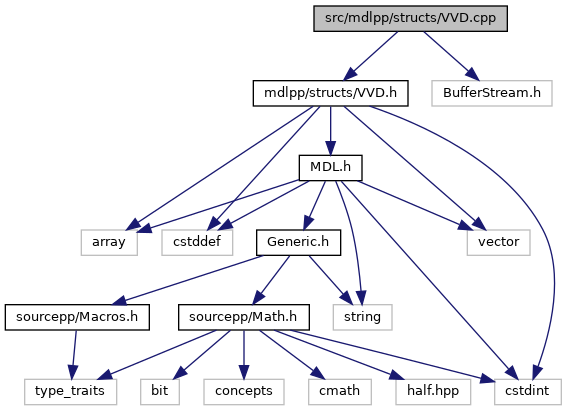 src/mdlpp/structs/VVD.cpp
mdlpp/structs/VVD.h
BufferStream.h
MDL.h
array
cstddef
Generic.h
vector
sourcepp/Macros.h
sourcepp/Math.h
string
type_traits
bit
concepts
cmath
half.hpp
cstdint